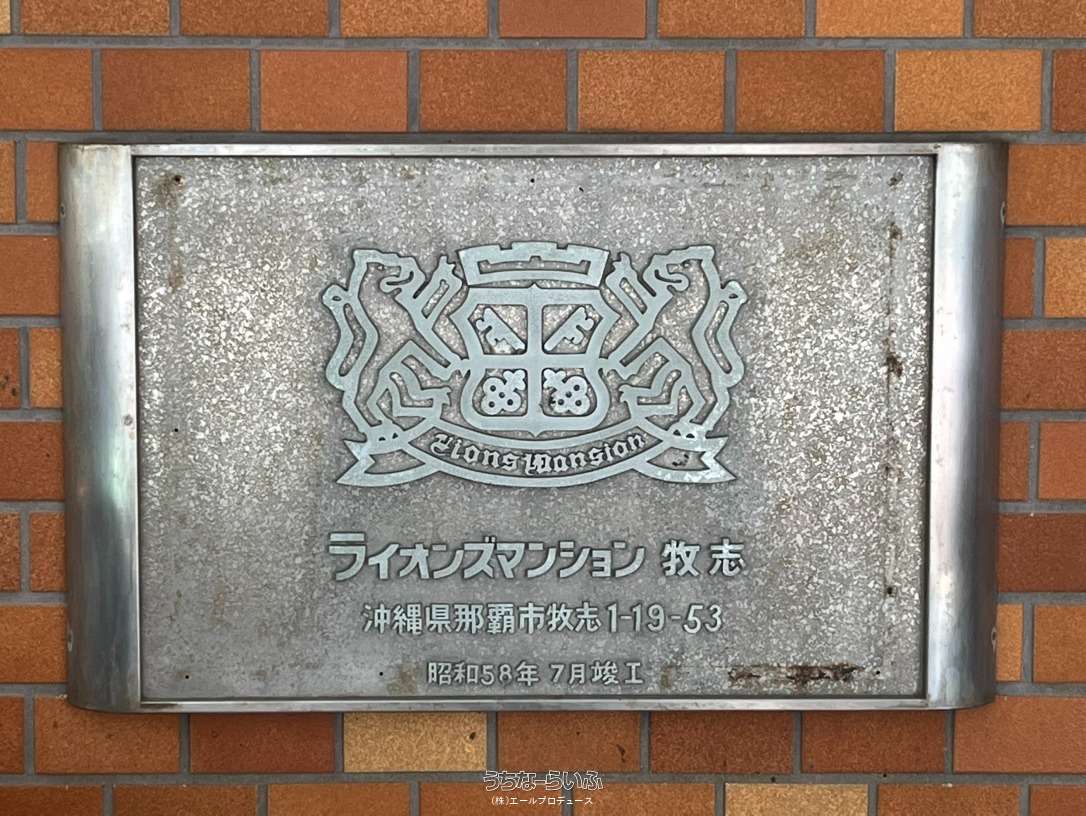 Lions Mansion
ライオンズマンション 牧志
沖縄県那覇市牧志1-19-53
昭和58年 7月竣工
うちなーらいふ
(株)エールプロデュース